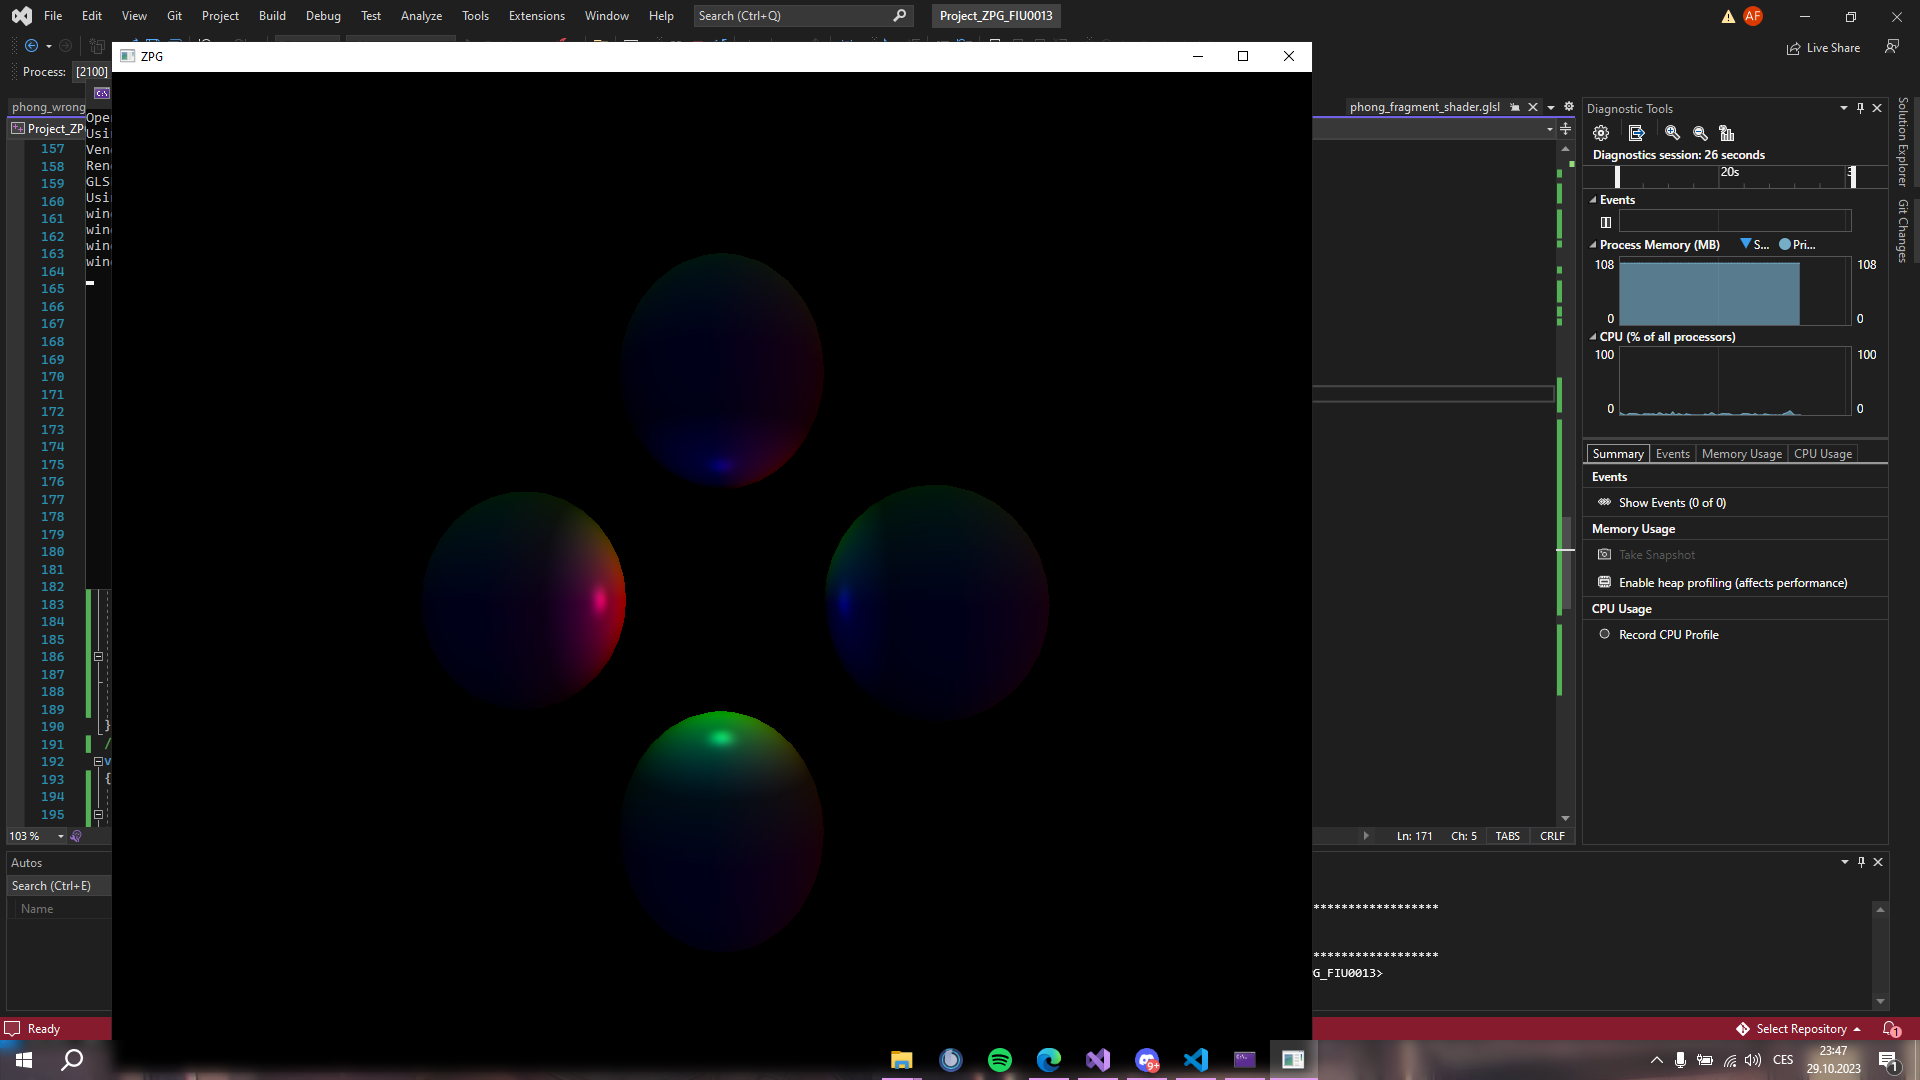 File Edit View Git Project Build Debug Test Analyze Tools Extensions Window Help Search (Ctrl+Q) Project_ZPG_FIU0013 AF
Live Share
Process: [2100]
ZPG
phong_wrong
phong_fragment_shader.glsl
Project_ZP
Ope
Usin
Ven
Ren
GLS
Usin
win
win
win
win
157
158
159
160
161
162
163
164
165
166
167
168
169
170
171
172
173
174
175
176
177
178
179
180
181
182
183
184
185
186
187
188
189
190 }
191 /
192 v
193 {
194
195
103 %
Ln: 171 Ch: 5 TABS CRLF
Diagnostic Tools
Diagnostics session: 26 seconds
20s
Events
Process Memory (MB) S... Pri...
108 108
0 0
CPU (% of all processors)
100 100
0 0
Summary Events Memory Usage CPU Usage
Events
Show Events (0 of 0)
Memory Usage
Take Snapshot
Enable heap profiling (affects performance)
CPU Usage
Record CPU Profile
Solution Explorer
Git Changes
Autos
Search (Ctrl+E)
Name
******************
******************
G_FIU0013>
Ready
Select Repository
1
9+
CES
23:47
29.10.2023
1